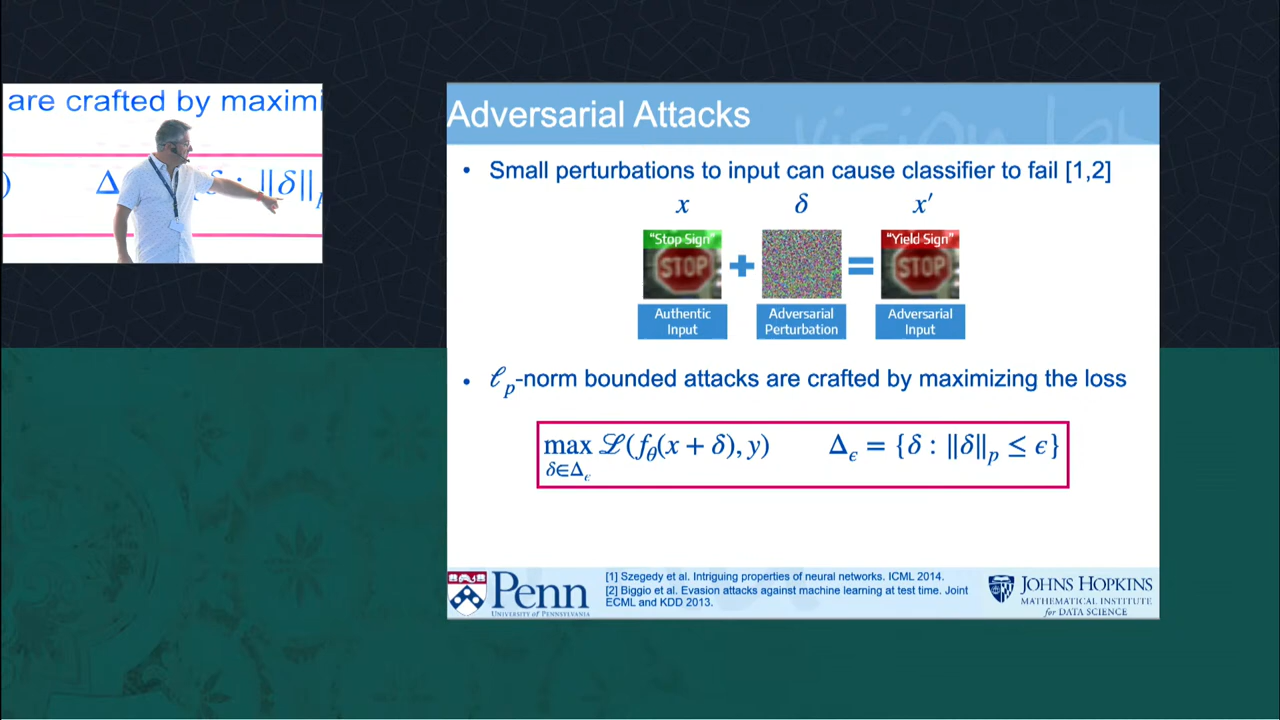 are crafted by maximi
) Δ δ : ‖δ‖
Adversarial Attacks
vision lab
• Small perturbations to input can cause classifier to fail [1,2]
x δ x′
"Stop Sign" "Yield Sign"
STOP + = STOP
Authentic Input
Adversarial Perturbation
Adversarial Input
• ℓp-norm bounded attacks are crafted by maximizing the loss
max ℒ(fθ(x + δ), y) Δϵ = {δ : ‖δ‖p ≤ ϵ}
δ∈Δϵ
Penn
UNIVERSITY OF PENNSYLVANIA
[1] Szegedy et al. Intriguing properties of neural networks. ICML 2014.
[2] Biggio et al. Evasion attacks against machine learning at test time. Joint
ECML and KDD 2013.
JOHNS HOPKINS
MATHEMATICAL INSTITUTE
for DATA SCIENCE